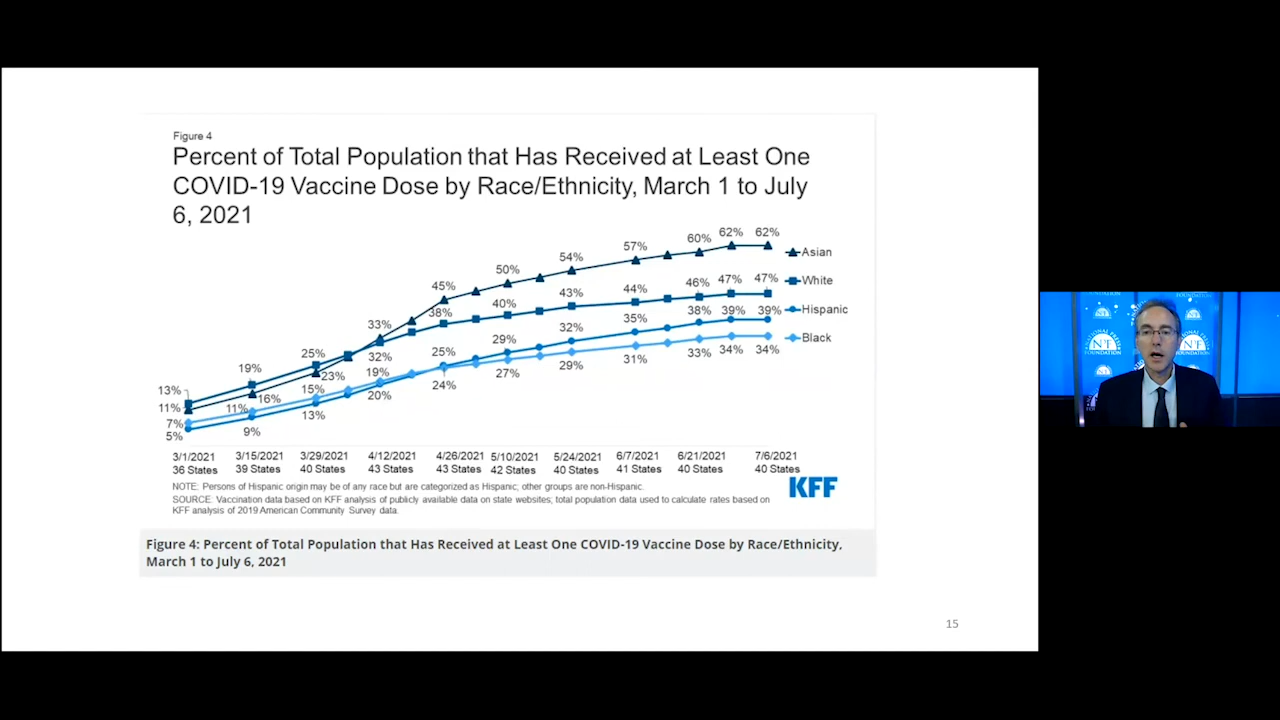 Figure 4
Percent of Total Population that Has Received at Least One
COVID-19 Vaccine Dose by Race/Ethnicity, March 1 to July
6, 2021
62% 62%
60%
57%
54%
50%
45%
Asian
47% 47%
46%
44%
43%
40%
38%
33%
White
39% 39%
38%
35%
32%
29%
25%
25%
Hispanic
34% 34%
33%
31%
29%
27%
24%
Black
32%
23%
19%
19%
20%
16%
15%
13%
13%
11%
11%
9%
7%
5%
3/1/2021 3/15/2021 3/29/2021 4/12/2021 4/26/2021 5/10/2021 5/24/2021 6/7/2021 6/21/2021 7/6/2021
36 States 39 States 40 States 43 States 43 States 42 States 40 States 41 States 40 States 40 States
NOTE: Persons of Hispanic origin may be of any race but are categorized as Hispanic; other groups are non-Hispanic.
SOURCE: Vaccination data based on KFF analysis of publicly available data on state websites; total population data used to calculate rates based on
KFF analysis of 2019 American Community Survey data.
KFF
Figure 4: Percent of Total Population that Has Received at Least One COVID-19 Vaccine Dose by Race/Ethnicity,
March 1 to July 6, 2021
15
FOUNDATION
FOUNDATION